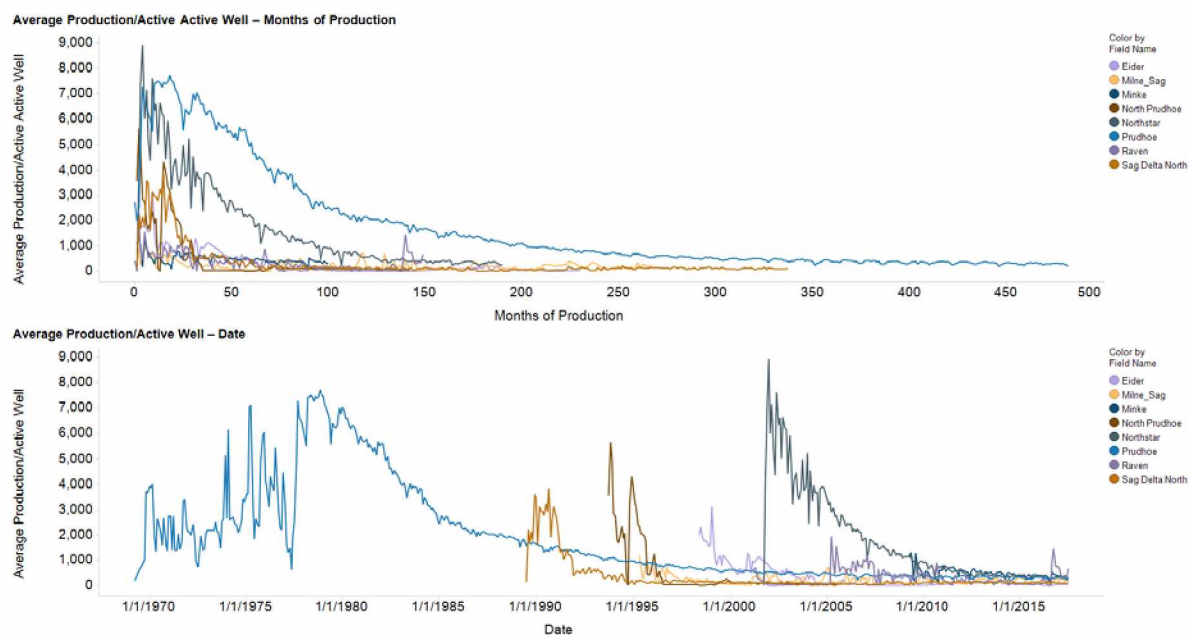 Average Production/Active Active Well – Months of Production
Average Production/Active Active Well
9,000
8,000
7,000
6,000
5,000
4,000
3,000
2,000
1,000
0
0 50 100 150 200 250 300 350 400 450 500
Months of Production
Color by
Field Name
Eider
Milne_Sag
Minke
North Prudhoe
Northstar
Prudhoe
Raven
Sag Delta North
Average Production/Active Well – Date
Average Production/Active Well
9,000
8,000
7,000
6,000
5,000
4,000
3,000
2,000
1,000
0
1/1/1970 1/1/1975 1/1/1980 1/1/1985 1/1/1990 1/1/1995 1/1/2000 1/1/2005 1/1/2010 1/1/2015
Date
Color by
Field Name
Eider
Milne_Sag
Minke
North Prudhoe
Northstar
Prudhoe
Raven
Sag Delta North